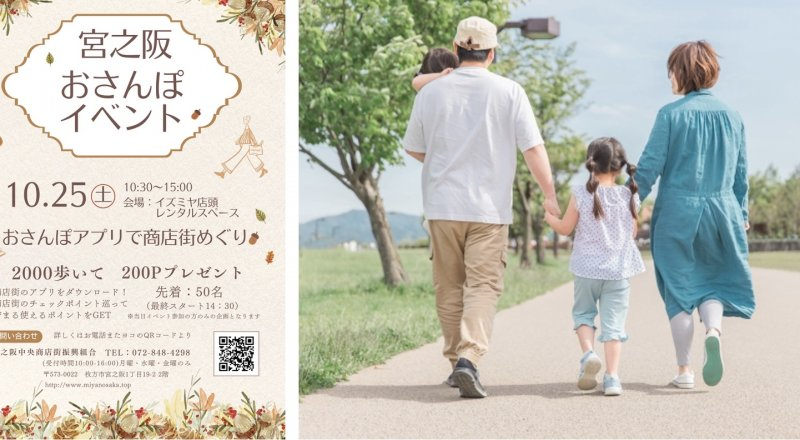 宮之阪
おさんぽ
イベント
10.25 土 10:30〜15:00
会場：イズミヤ店頭
レンタルスペース
おさんぽアプリで商店街めぐり
2000歩いて 200Pプレゼント
店街のアプリをダウンロード！
店街のチェックポイント巡って
まる使えるポイントをGET
先着：50名
（最終スタート14：30）
※当日イベント参加の方のみの企画となります
問い合わせ 詳しくはお電話またはヨコのQRコードより
之阪中央商店街振興組合 TEL：072-848-4298
(受付時間10:00-16:00)月曜・水曜・金曜のみ
〒573-0022 枚方市宮之阪1丁目19-2-2階
http://www.miyanosaka.top